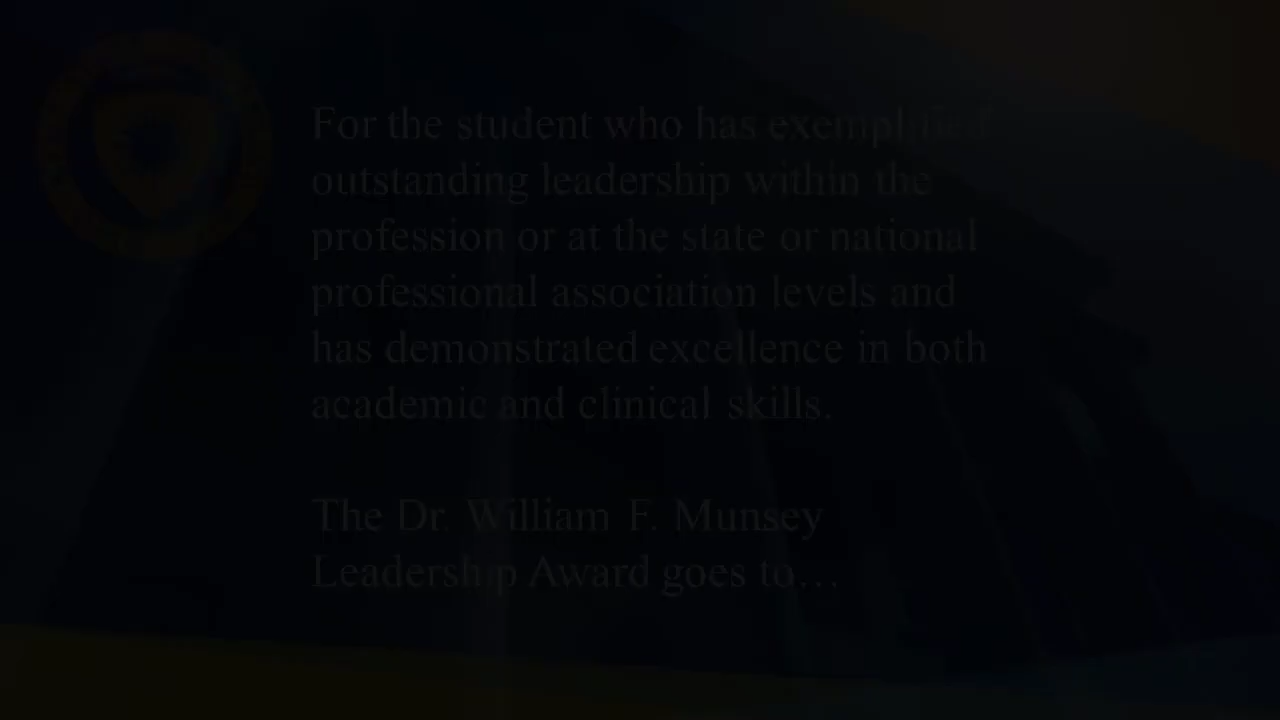 For the student who has exemplified
outstanding leadership within the
profession or at the state or national
professional association levels and
has demonstrated excellence in both
academic and clinical skills.
The Dr. William F. Munsey
Leadership Award goes to…